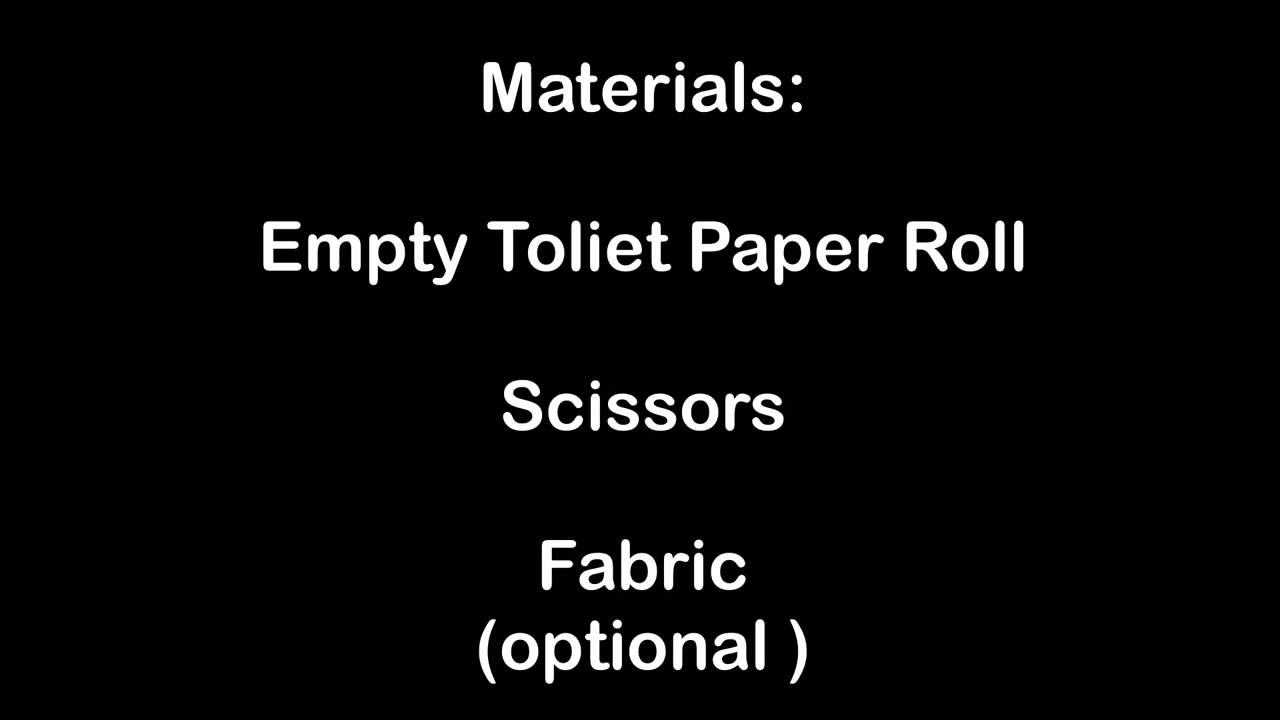 Materials:
Empty Toliet Paper Roll
Scissors
Fabric
(optional )